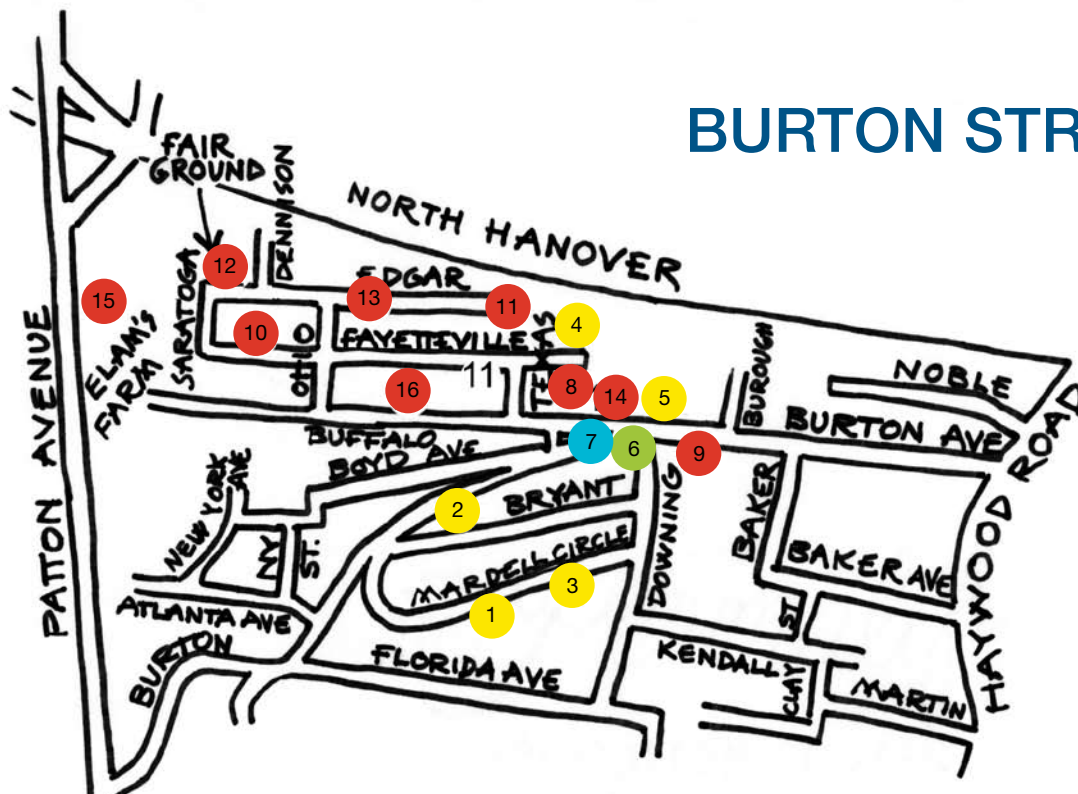 BURTON STR
FAIR
GROUND
DENNISON
NORTH HANOVER
SARATOGA
12
EDGAR
13
11
15
ELAM'S
FARM
10
OHIO
FAYETTEVILLE
TEXAS
4
PATTON AVENUE
16
11
8
14
5
BUROUGH
NOBLE
BURTON AVE
HAYWOOD ROAD
BUFFALO
BOYD AVE
7
6
9
NEW YORK
AVE
2
BRYANT
DOWNING
BAKER
ST
NY
ST.
MARDELL CIRCLE
3
1
BAKER AVE
ATLANTA AVE
BURTON
FLORIDA AVE
KENDALL
CLAY
MARTIN